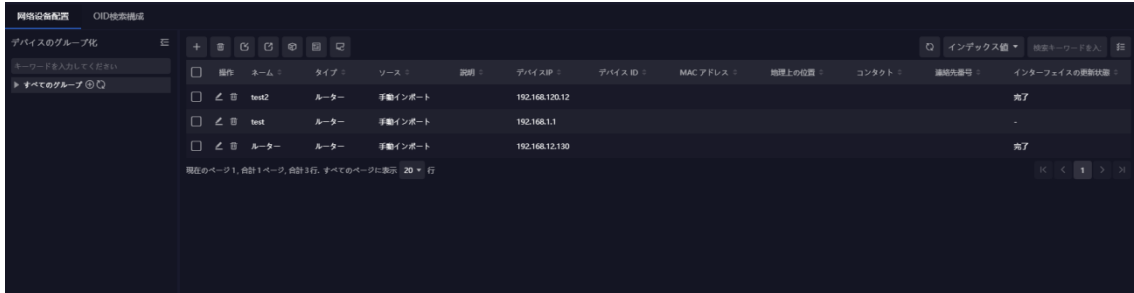 网络设备配置 OID検索構成
デバイスのグループ化
インデックス値 検索キーワードを入
キーワードを入力してください
すべてのグループ
操作 ネーム タイプ ソース 説明 デバイスIP デバイス ID MAC アドレス 地理上の位置 コンタクト 連絡先番号 インターフェイスの更新状態
test2 ルーター 手動インポート 192.168.120.12 完了
test ルーター 手動インポート 192.168.1.1 -
ルーター ルーター 手動インポート 192.168.12.130 完了
現在のページ 1, 合計 1 ページ, 合計 3 行. すべてのページに表示 20 行
1